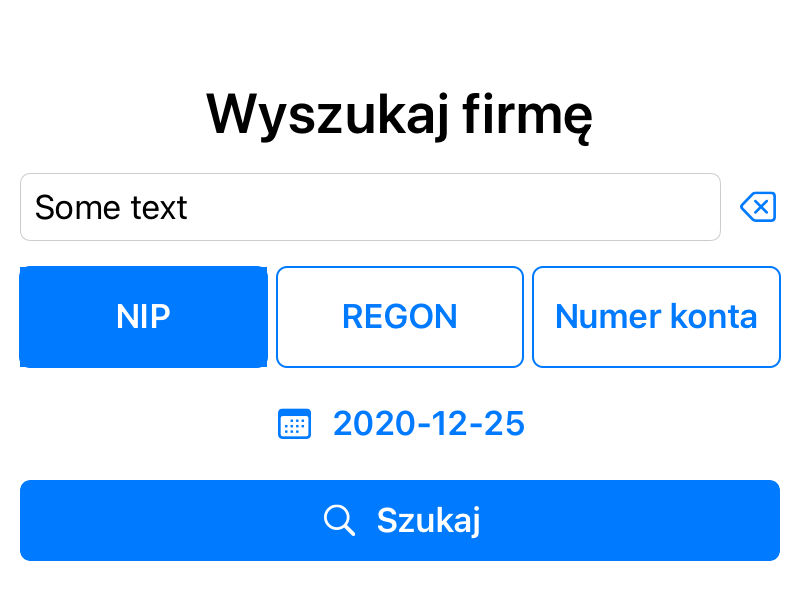 Wyszukaj firmę
Some text
NIP
REGON
Numer konta
2020-12-25
Szukaj